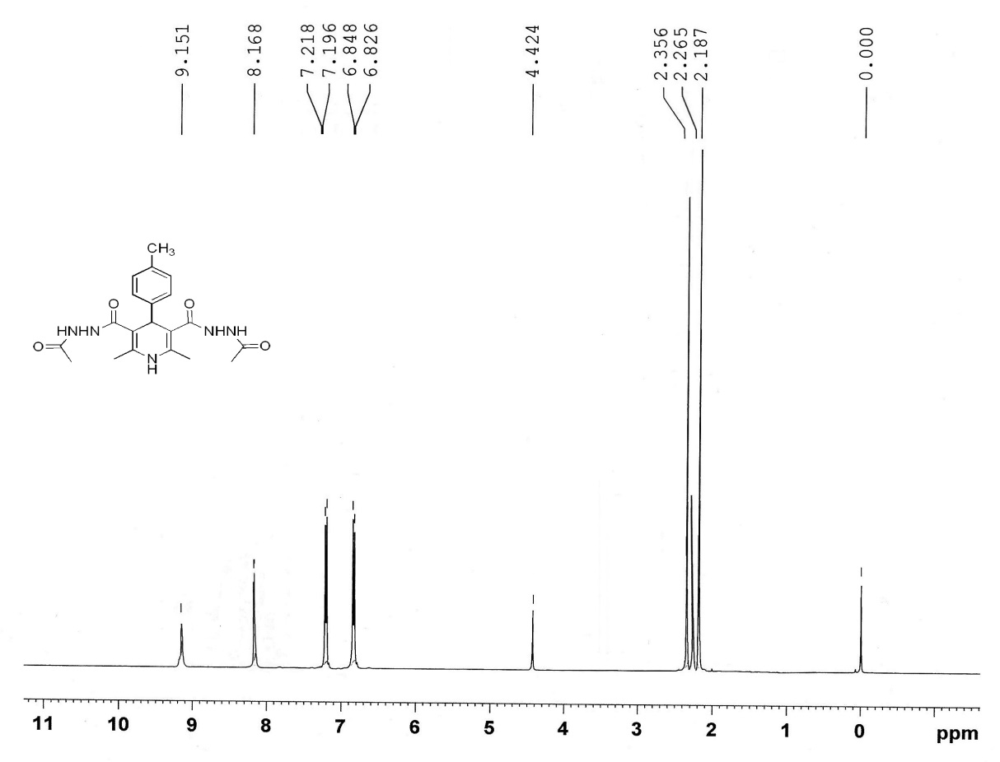 9.151
8.168
7.218
7.196
6.848
6.826
4.424
2.356
2.265
2.187
0.000
CH3
O
O
NHHN
NHNH
O
O
N
H
11 10 9 8 7 6 5 4 3 2 1 0 ppm